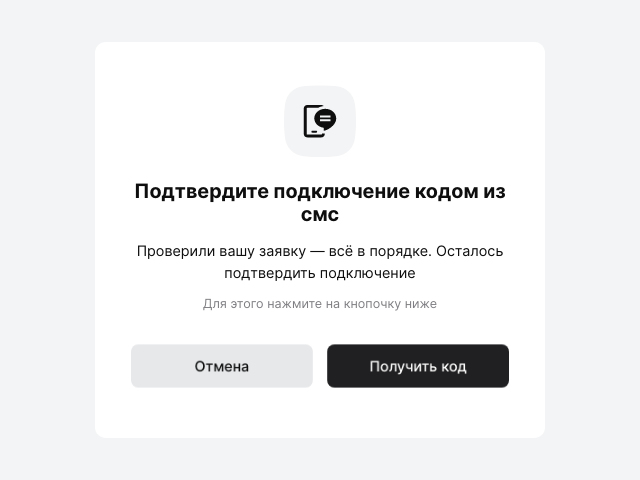 Подтвердите подключение кодом из
смс
Проверили вашу заявку — всё в порядке. Осталось
подтвердить подключение
Для этого нажмите на кнопочку ниже
Отмена
Получить код